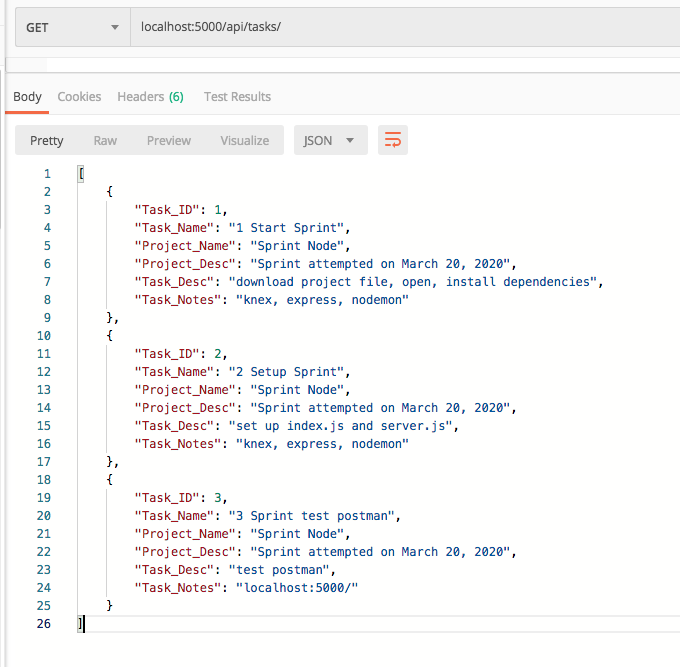 GET localhost:5000/api/tasks/
Body Cookies Headers (6) Test Results
Pretty Raw Preview Visualize JSON
1 [
2 {
3 "Task_ID": 1,
4 "Task_Name": "1 Start Sprint",
5 "Project_Name": "Sprint Node",
6 "Project_Desc": "Sprint attempted on March 20, 2020",
7 "Task_Desc": "download project file, open, install dependencies",
8 "Task_Notes": "knex, express, nodemon"
9 },
10 {
11 "Task_ID": 2,
12 "Task_Name": "2 Setup Sprint",
13 "Project_Name": "Sprint Node",
14 "Project_Desc": "Sprint attempted on March 20, 2020",
15 "Task_Desc": "set up index.js and server.js",
16 "Task_Notes": "knex, express, nodemon"
17 },
18 {
19 "Task_ID": 3,
20 "Task_Name": "3 Sprint test postman",
21 "Project_Name": "Sprint Node",
22 "Project_Desc": "Sprint attempted on March 20, 2020",
23 "Task_Desc": "test postman",
24 "Task_Notes": "localhost:5000/"
25 }
26 ]